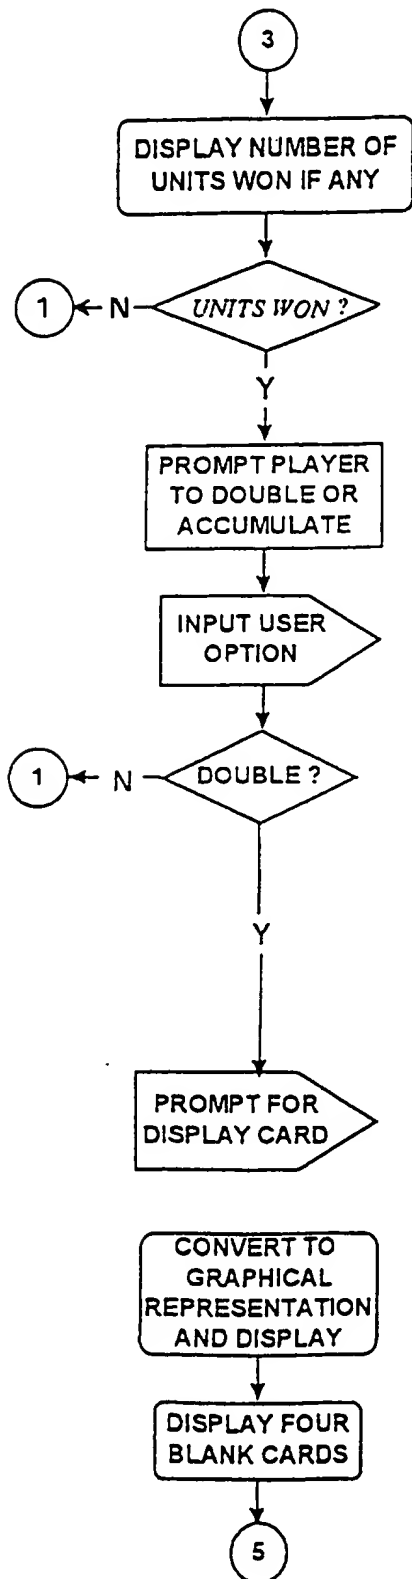 3
DISPLAY NUMBER OF
UNITS WON IF ANY
1
N
UNITS WON ?
Y
PROMPT PLAYER
TO DOUBLE OR
ACCUMULATE
INPUT USER
OPTION
1
N
DOUBLE ?
Y
PROMPT FOR
DISPLAY CARD
CONVERT TO
GRAPHICAL
REPRESENTATION
AND DISPLAY
DISPLAY FOUR
BLANK CARDS
5